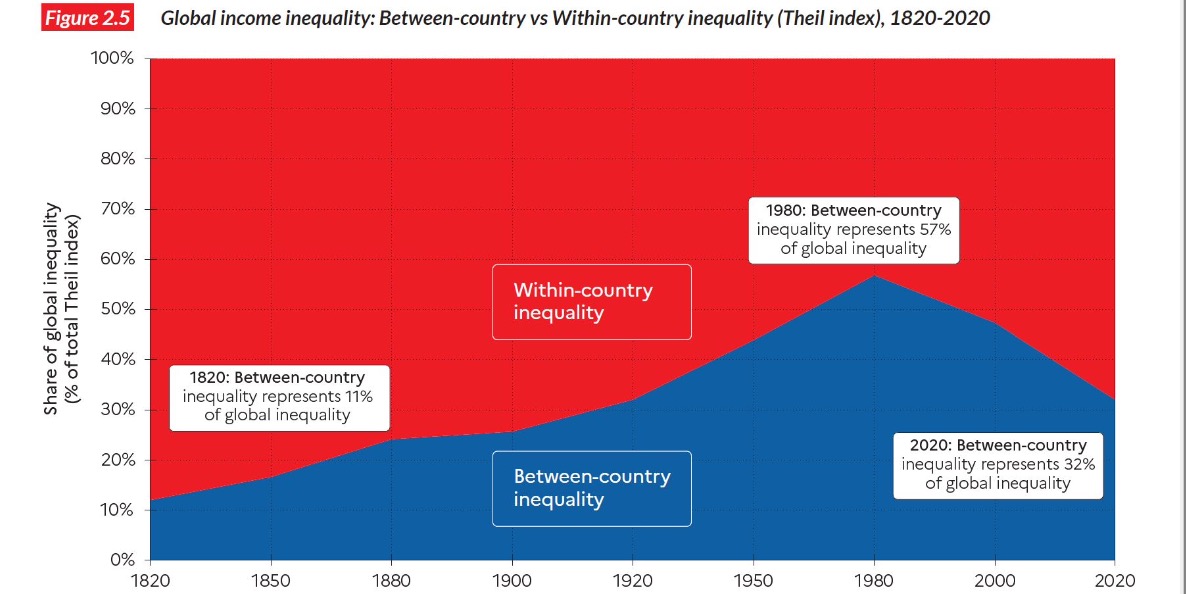 Figure 2.5 Global income inequality: Between-country vs Within-country inequality (Theil index), 1820-2020
Share of global inequality
(% of total Theil index)
100%
90%
80%
70%
60%
50%
40%
30%
20%
10%
0%
1980: Between-country
inequality represents 57%
of global inequality
Within-country
inequality
1820: Between-country
inequality represents 11%
of global inequality
2020: Between-country
inequality represents 32%
of global inequality
Between-country
inequality
1820 1850 1880 1900 1920 1950 1980 2000 2020